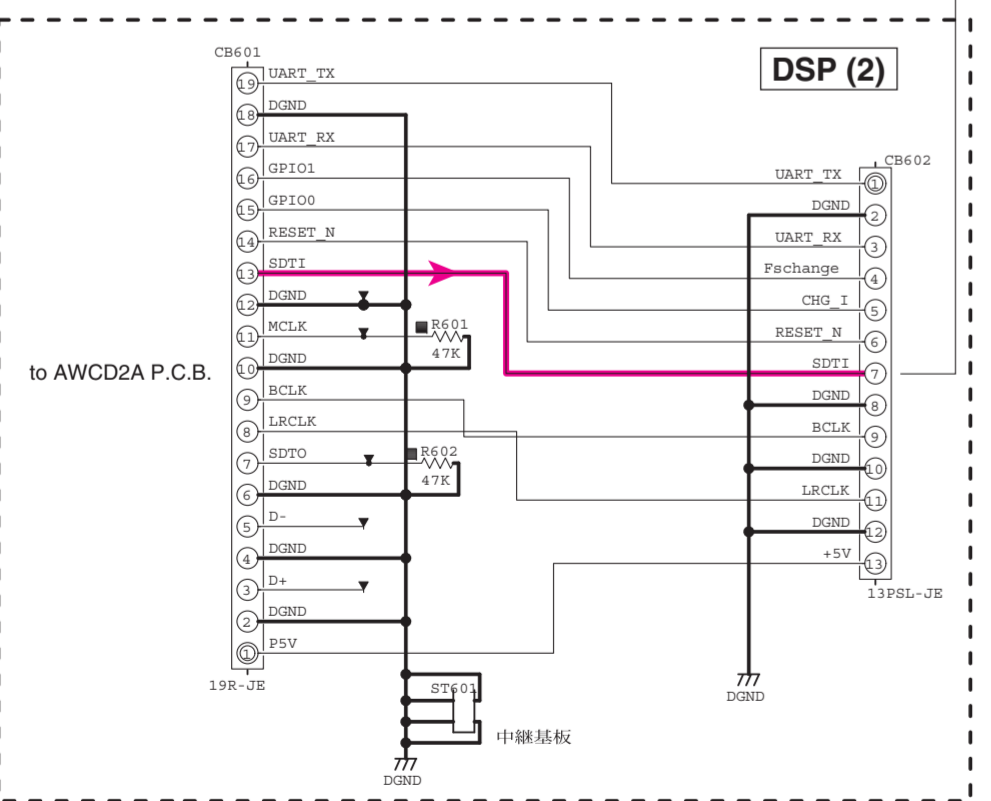 DSP (2)
CB601
19 UART_TX
18 DGND
17 UART_RX
16 GPIO1
15 GPIO0
14 RESET_N
13 SDTI
12 DGND
11 MCLK
10 DGND
9 BCLK
8 LRCLK
7 SDTO
6 DGND
5 D-
4 DGND
3 D+
2 DGND
1 P5V
19R-JE
to AWCD2A P.C.B.
R601
47K
R602
47K
ST601
中継基板
DGND
CB602
UART_TX 1
DGND 2
UART_RX 3
Fschange 4
CHG_I 5
RESET_N 6
SDTI 7
DGND 8
BCLK 9
DGND 10
LRCLK 11
DGND 12
+5V 13
13PSL-JE
DGND